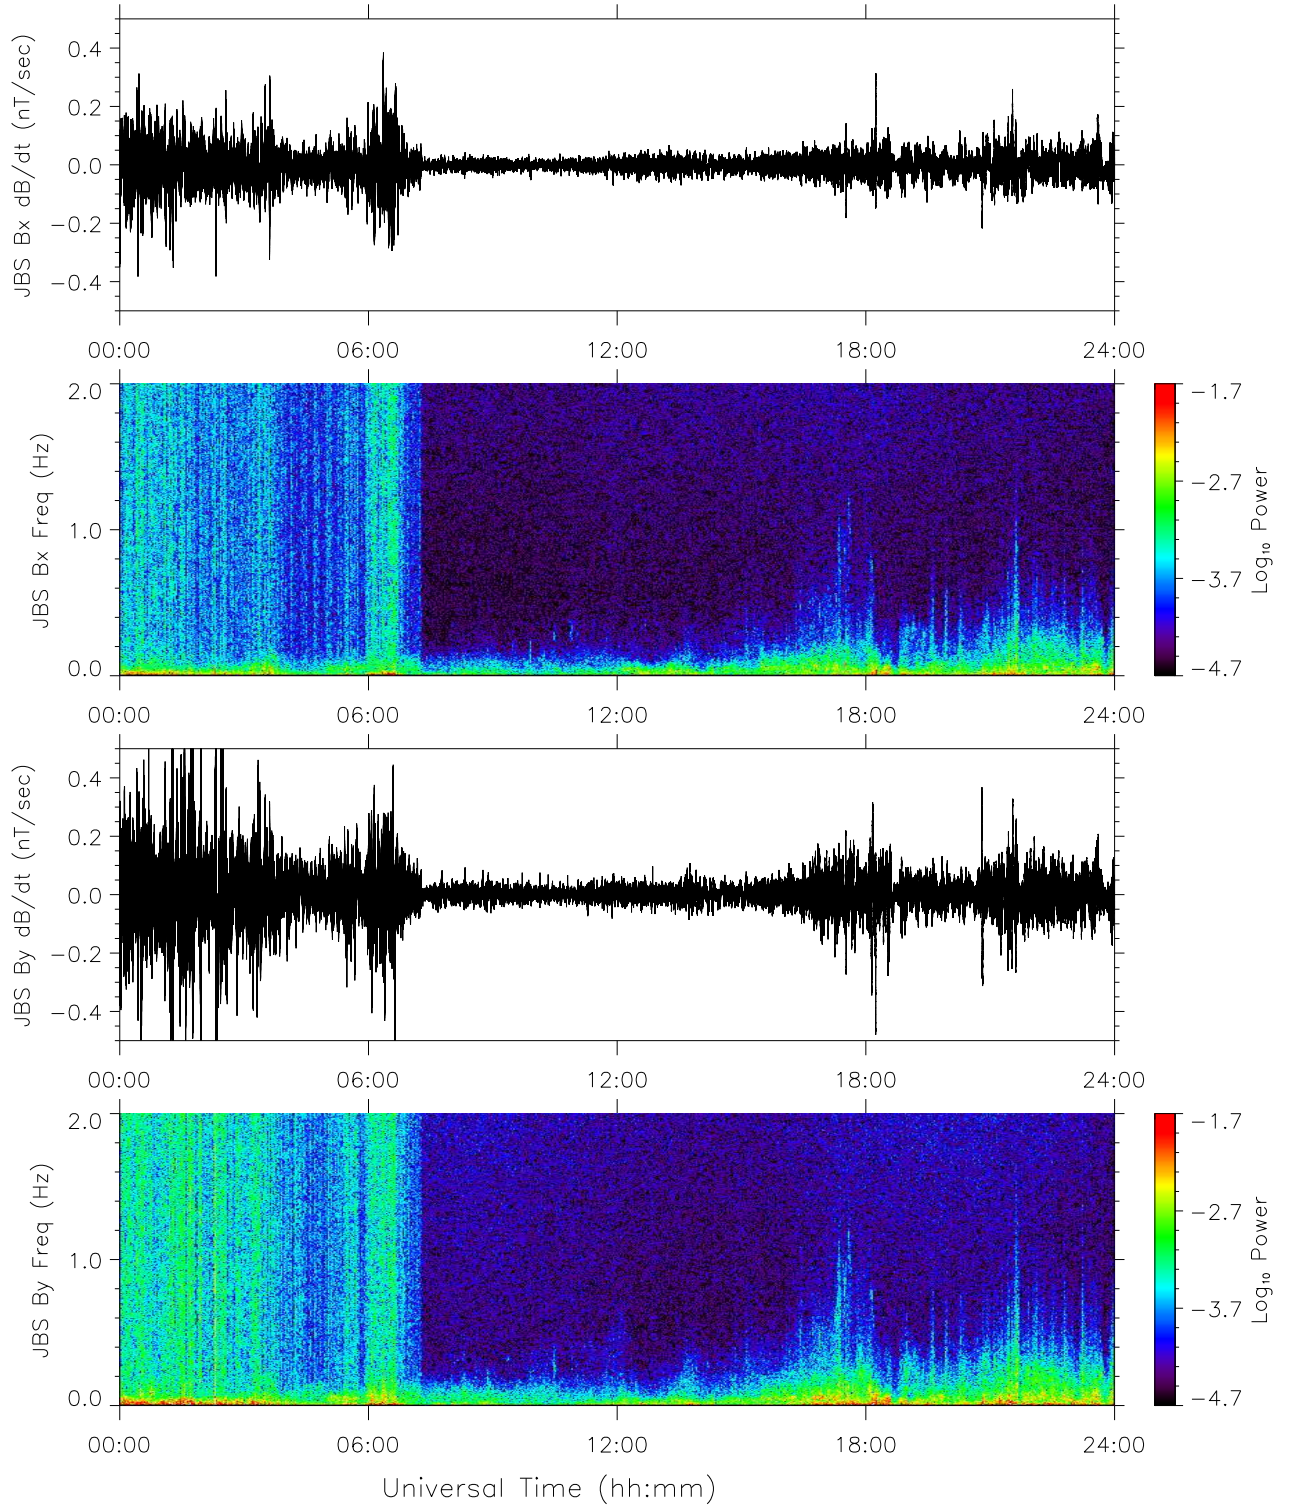 JBS Bx dB/dt (nT/sec)
0.4
0.2
0.0
−0.2
−0.4
00:00 06:00 12:00 18:00 24:00
JBS Bx Freq (Hz)
2.0
1.0
0.0
−1.7
−2.7
−3.7
−4.7
Log₁₀ Power
00:00 06:00 12:00 18:00 24:00
JBS By dB/dt (nT/sec)
0.4
0.2
0.0
−0.2
−0.4
00:00 06:00 12:00 18:00 24:00
JBS By Freq (Hz)
2.0
1.0
0.0
−1.7
−2.7
−3.7
−4.7
Log₁₀ Power
00:00 06:00 12:00 18:00 24:00
Universal Time (hh:mm)